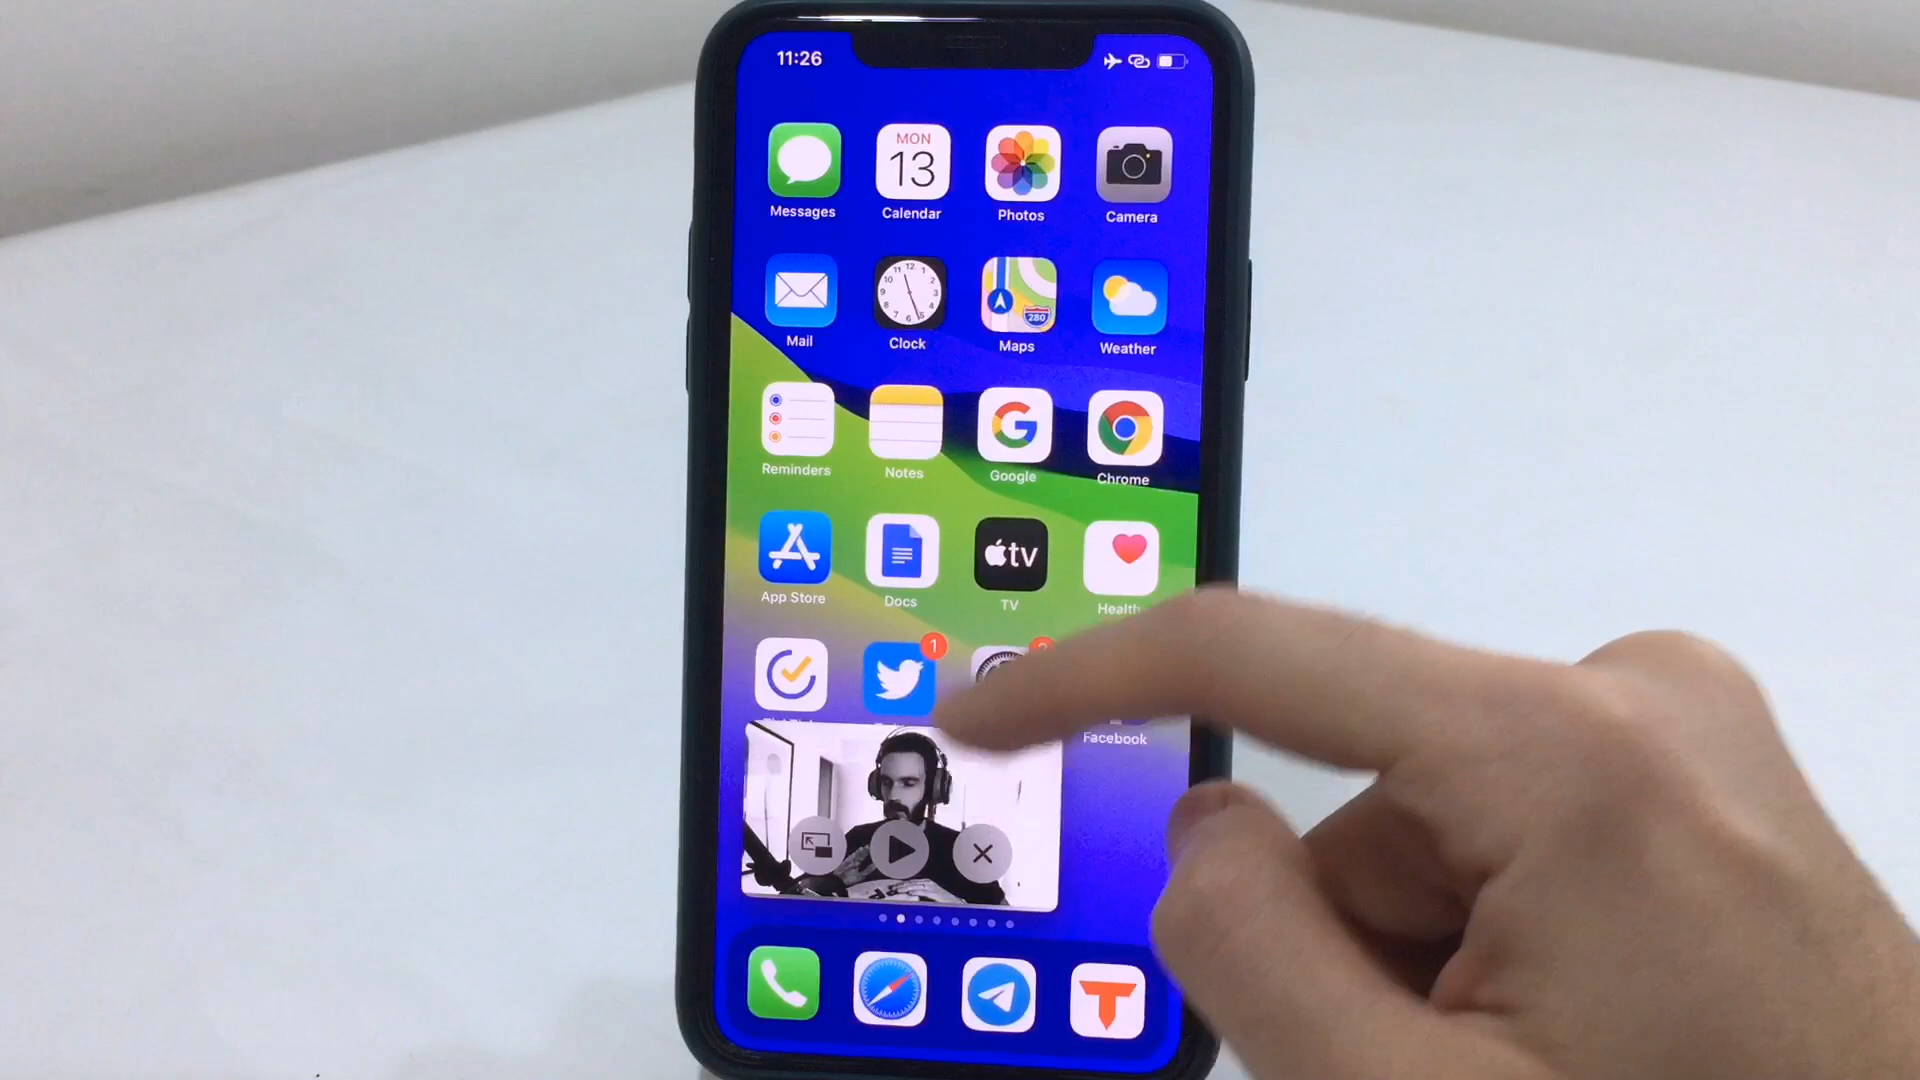 11:26
MON
13
Messages
Calendar
Photos
Camera
280
Mail
Clock
Maps
Weather
Reminders
Notes
Google
Chrome
tv
App Store
Docs
TV
Health
1
Facebook